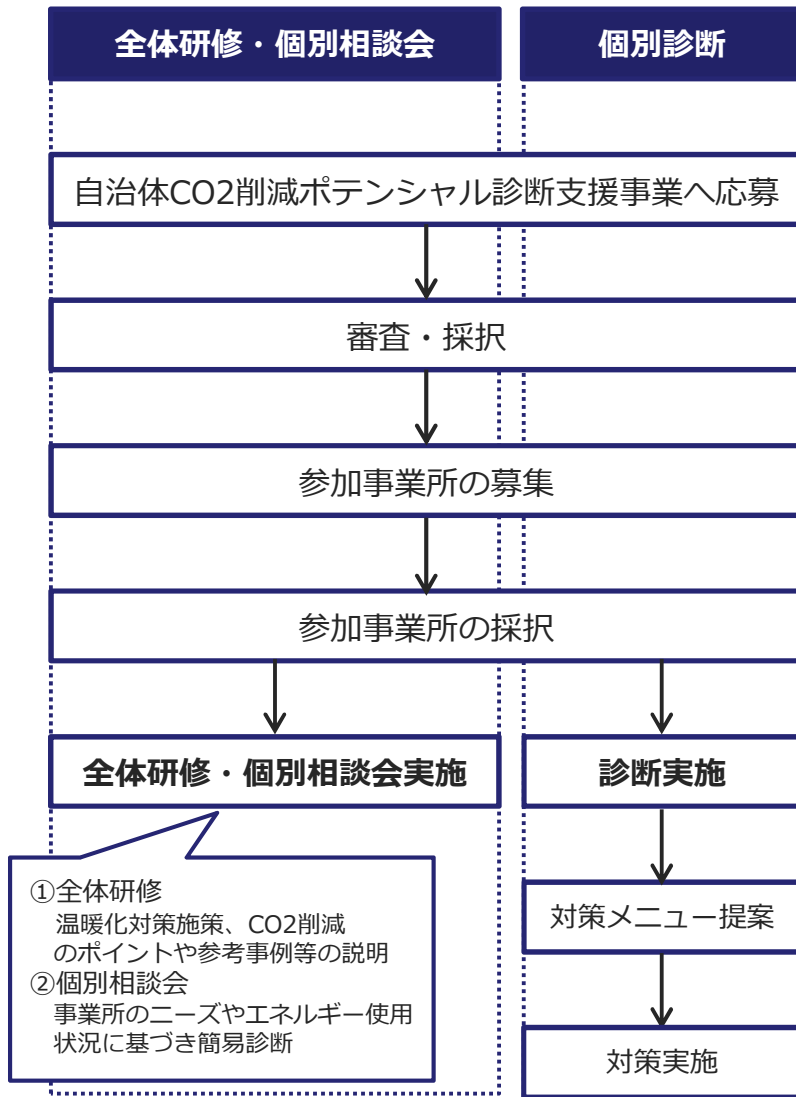 全体研修・個別相談会
個別診断
自治体CO2削減ポテンシャル診断支援事業へ応募
審査・採択
参加事業所の募集
参加事業所の採択
全体研修・個別相談会実施
診断実施
①全体研修
温暖化対策施策、CO2削減
のポイントや参考事例等の説明
②個別相談会
事業所のニーズやエネルギー使用
状況に基づき簡易診断
対策メニュー提案
対策実施